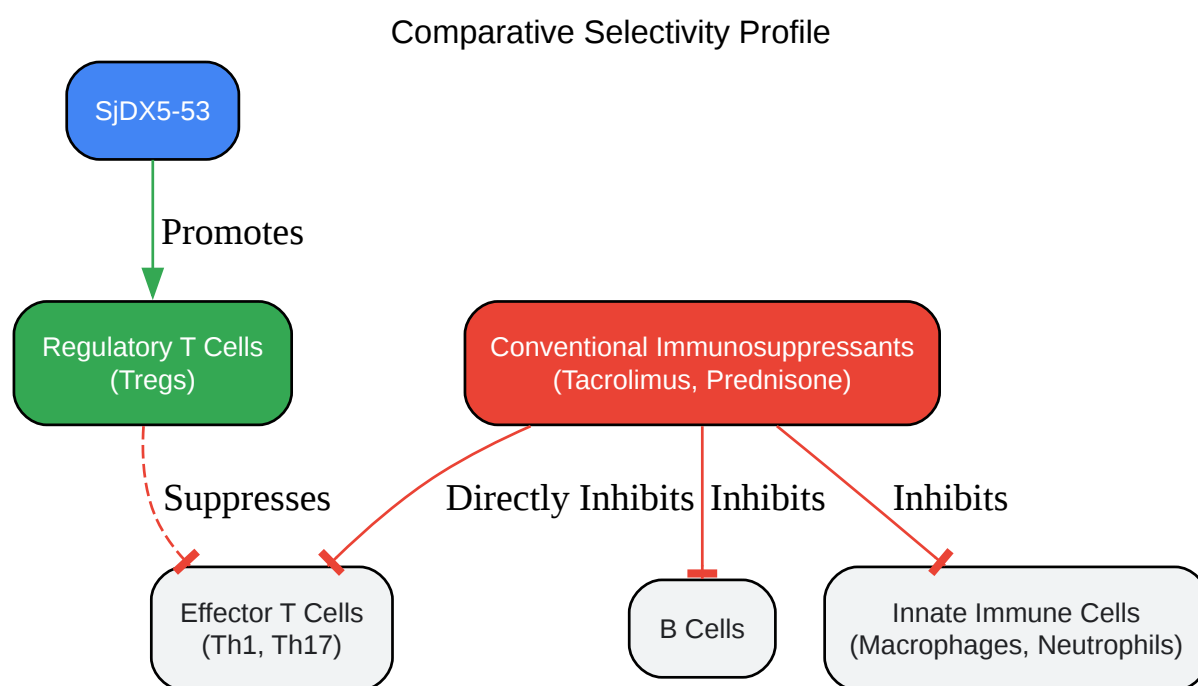 Comparative Selectivity Profile
SjDX5-53
Promotes
Regulatory T Cells
(Tregs)
Conventional Immunosuppressants
(Tacrolimus, Prednisone)
Suppresses
Directly Inhibits
Inhibits
Inhibits
Effector T Cells
(Th1, Th17)
B Cells
Innate Immune Cells
(Macrophages, Neutrophils)